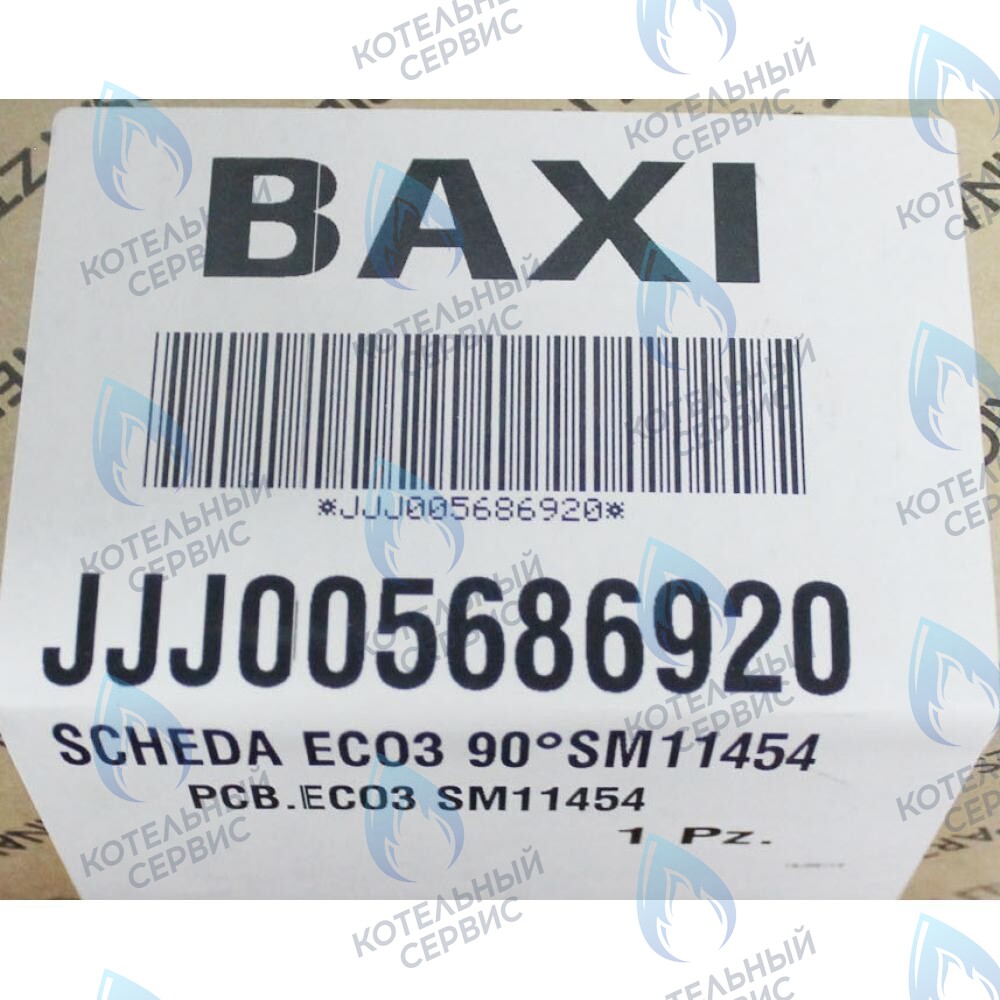 BAXI
*JJJ005686920*
JJJ005686920
SCHEDA ECO3 90°SM11454
PCB.ECO3 SM11454
1 Pz.
КОТЕЛЬНЫЙ
СЕРВИС